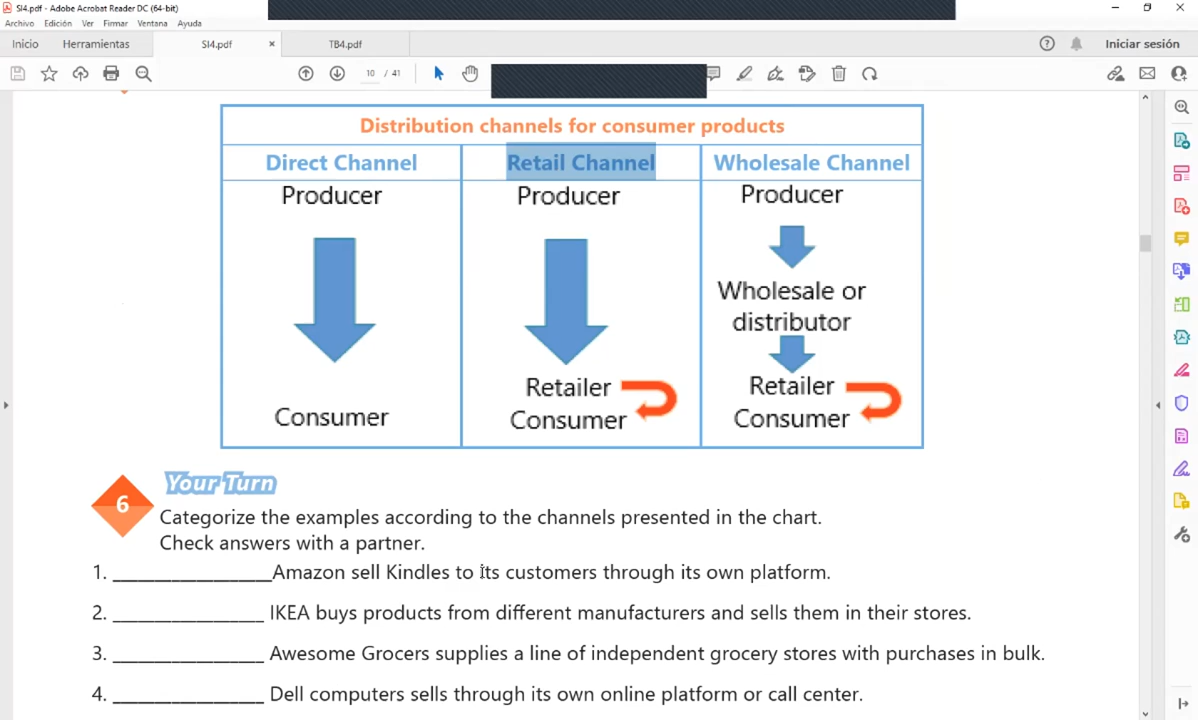 SI4.pdf - Adobe Acrobat Reader DC (64-bit)
Archivo Edición Ver Firmar Ventana Ayuda
Inicio Herramientas SI4.pdf × TB4.pdf Iniciar sesión
10 / 41
Distribution channels for consumer products
Direct Channel Retail Channel Wholesale Channel
Producer Producer Producer
Wholesale or
distributor
Retailer Retailer
Consumer Consumer Consumer
6 Your Turn
Categorize the examples according to the channels presented in the chart.
Check answers with a partner.
1. __________________Amazon sell Kindles to its customers through its own platform.
2. _________________ IKEA buys products from different manufacturers and sells them in their stores.
3. _________________ Awesome Grocers supplies a line of independent grocery stores with purchases in bulk.
4. _________________ Dell computers sells through its own online platform or call center.